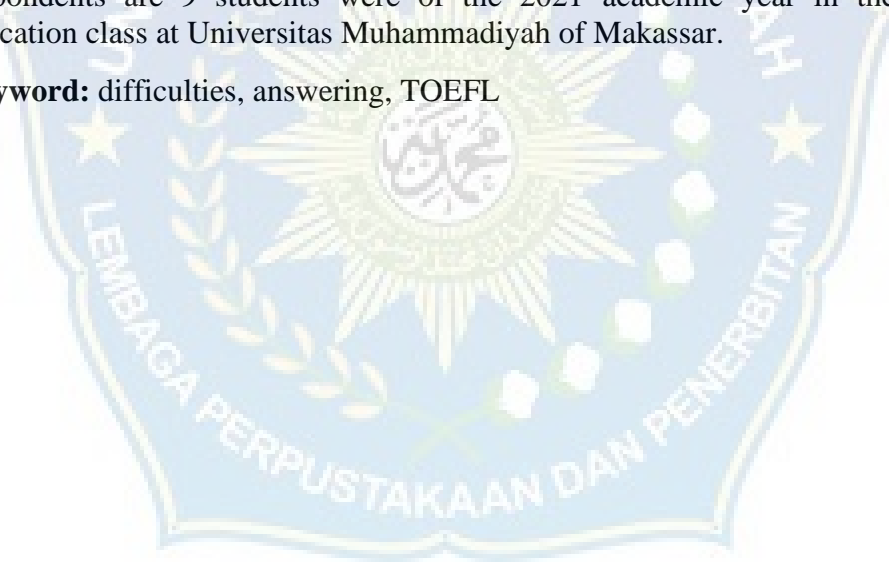 are 9 students were of the 2021 academic year in the
cation class at Universitas Muhammadiyah of Makassar.
yword: difficulties, answering, TOEFL
محمد
LEMBAGA PERPUSTAKAAN DAN PENERBITAN